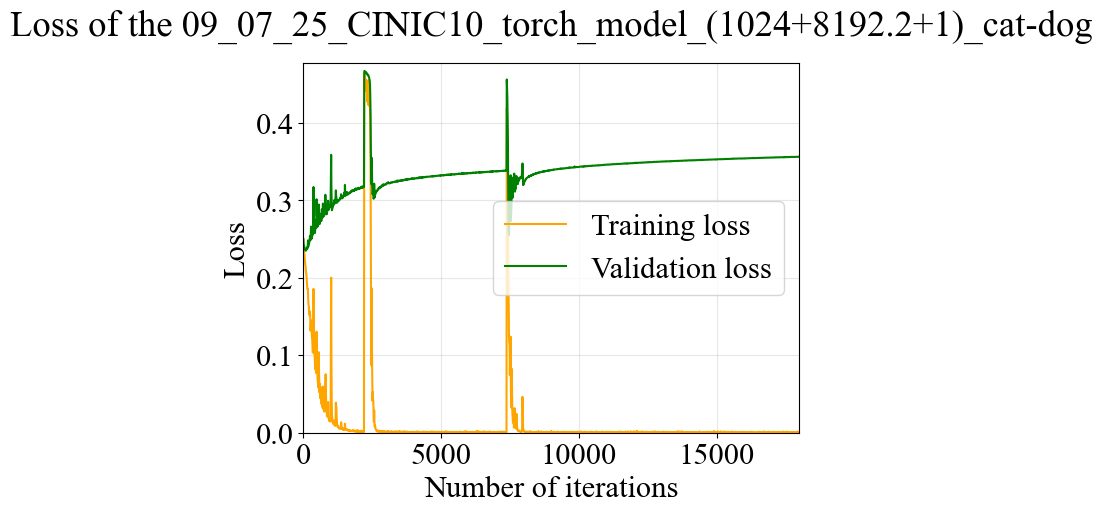 Loss of the 09_07_25_CINIC10_torch_model_(1024+8192.2+1)_cat-dog
0.4
0.3
0.2
0.1
0.0
Loss
Training loss
Validation loss
0 5000 10000 15000
Number of iterations